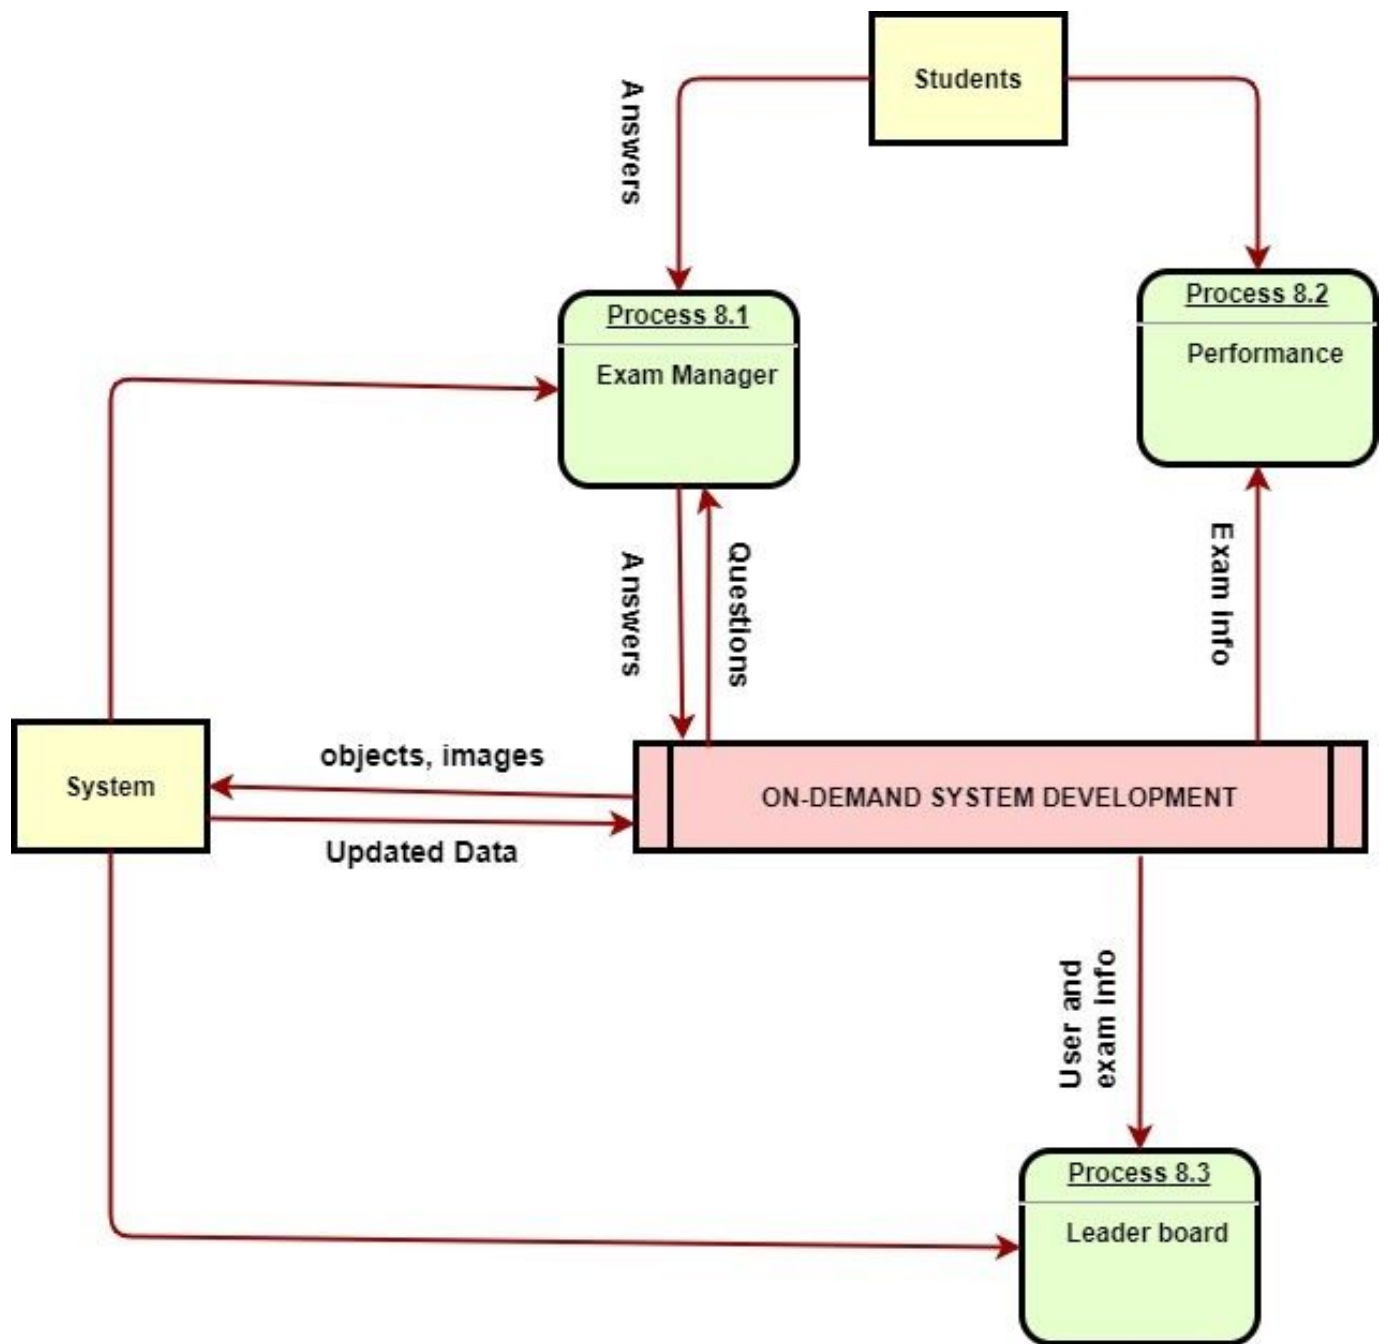 Students
Answers
Process 8.1
Exam Manager
Process 8.2
Performance
Answers
Questions
Exam info
System
objects, images
Updated Data
ON-DEMAND SYSTEM DEVELOPMENT
User and
exam info
Process 8.3
Leader board